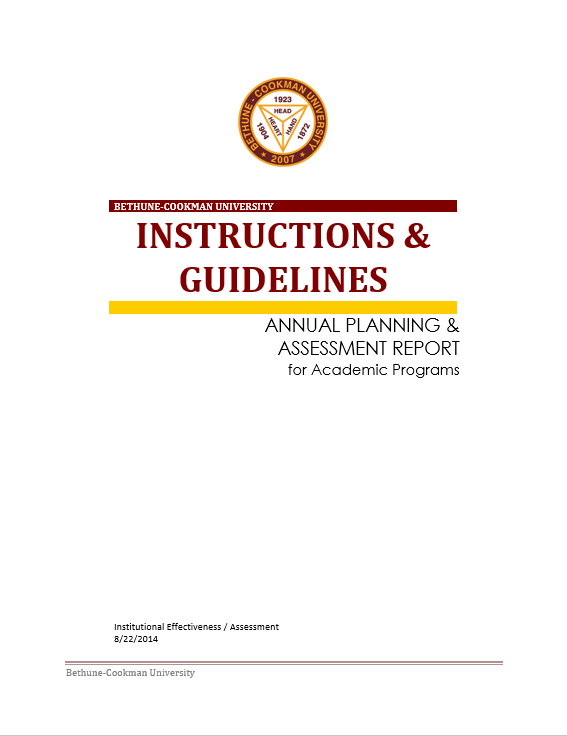 BETHUNE - COOKMAN UNIVERSITY
1923
HEAD
HEART
HAND
1904
1872
★ 2007 ★
BETHUNE-COOKMAN UNIVERSITY
INSTRUCTIONS &
GUIDELINES
ANNUAL PLANNING &
ASSESSMENT REPORT
for Academic Programs
Institutional Effectiveness / Assessment
8/22/2014
Bethune-Cookman University